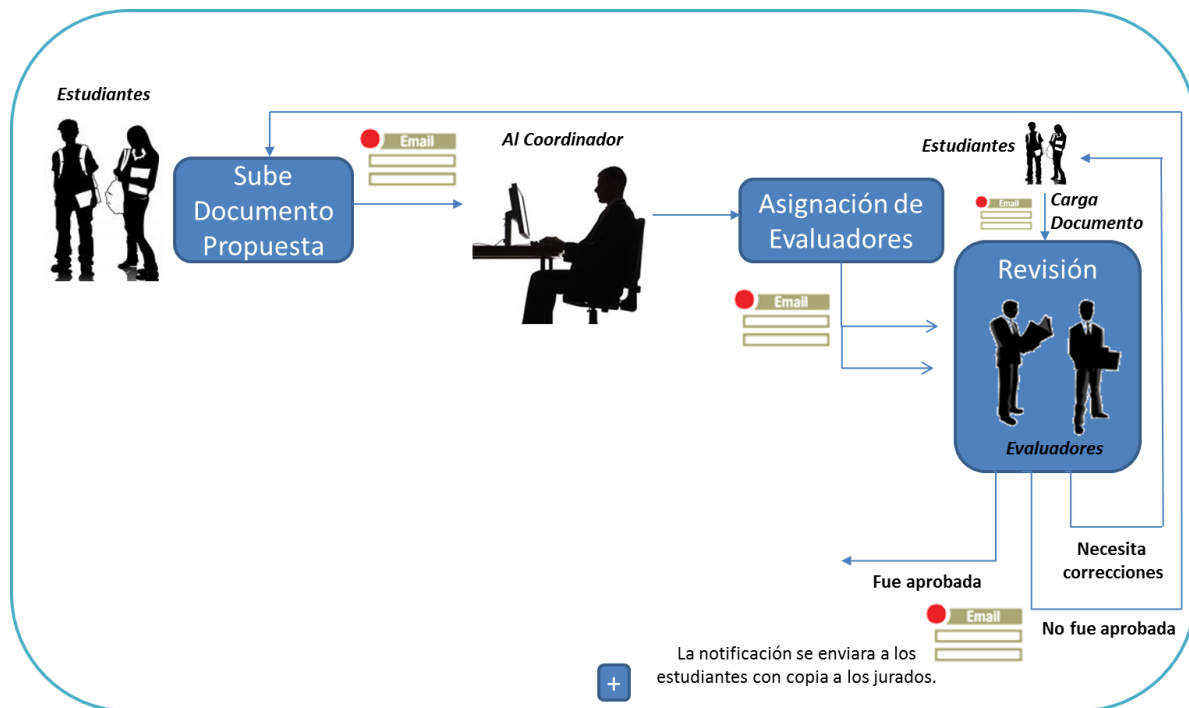 Estudiantes
Email
Al Coordinador
Sube
Documento
Propuesta
Asignación de
Evaluadores
Email
Estudiantes
Email
Carga
Documento
Revisión
Evaluadores
Necesita
correcciones
Fue aprobada
No fue aprobada
Email
La notificación se enviara a los
estudiantes con copia a los jurados.
+